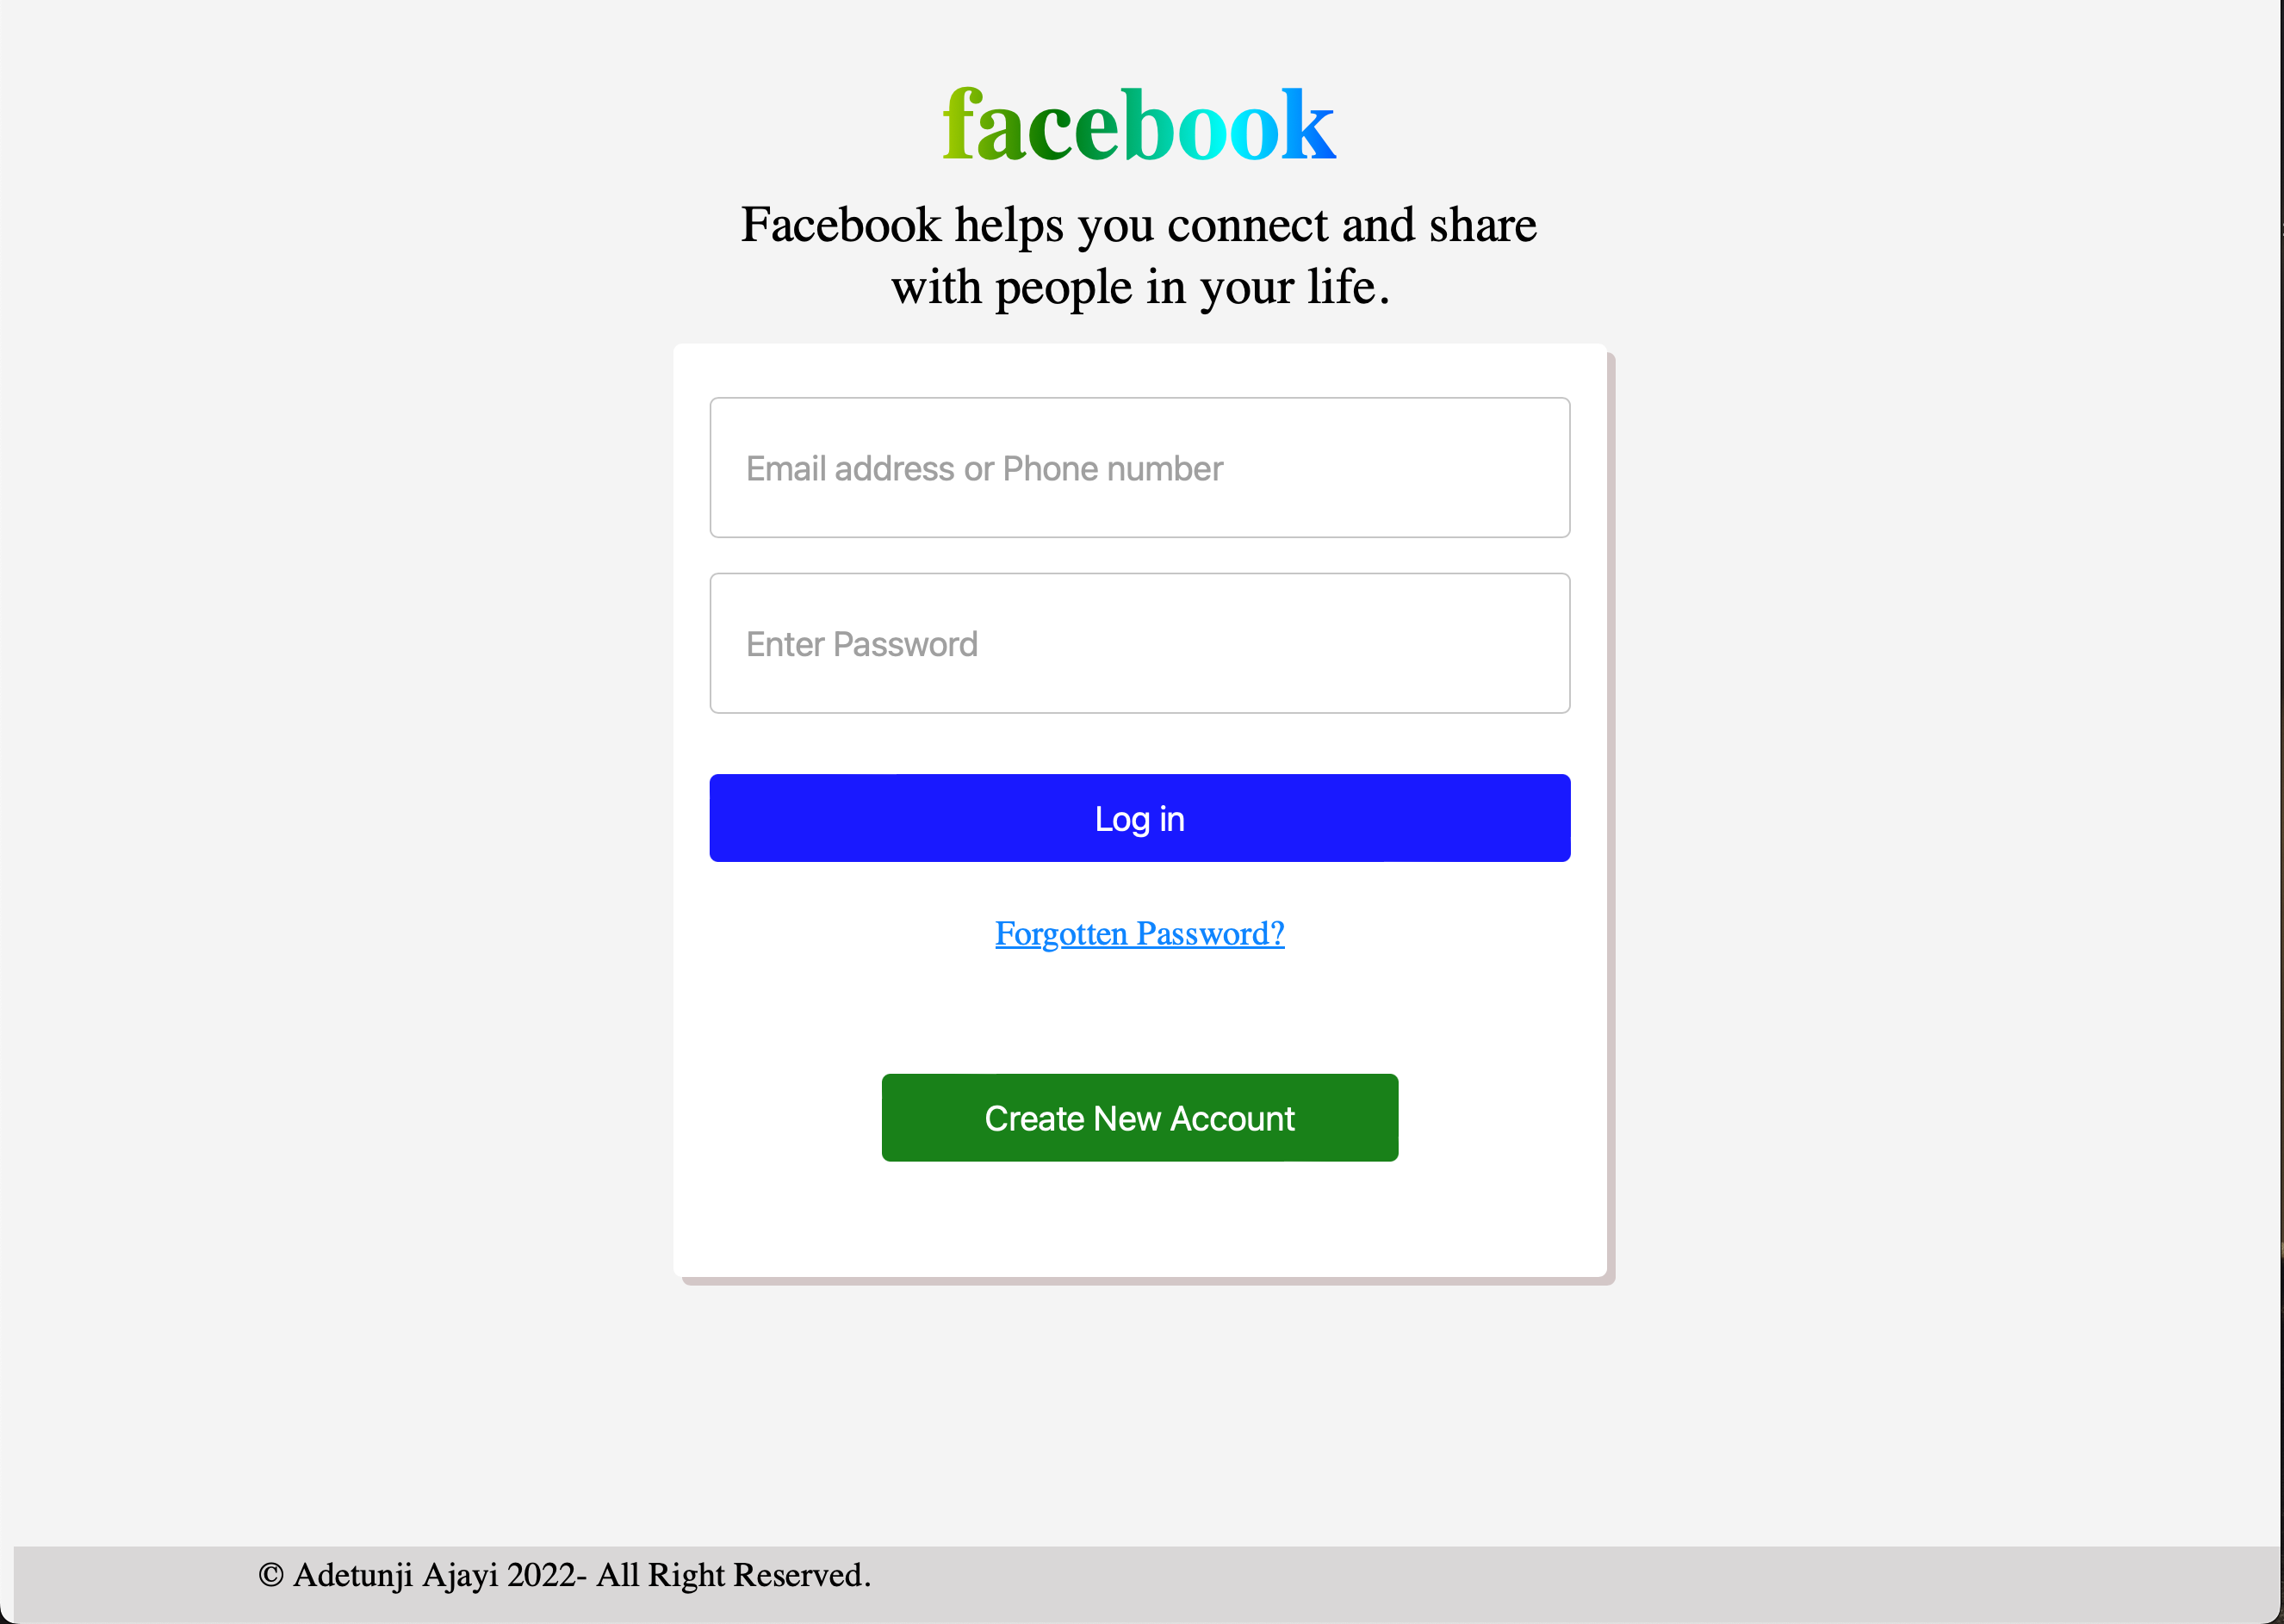 facebook
Facebook helps you connect and share
with people in your life.
Email address or Phone number
Enter Password
Log in
Forgotten Password?
Create New Account
© Adetunji Ajayi 2022- All Right Reserved.